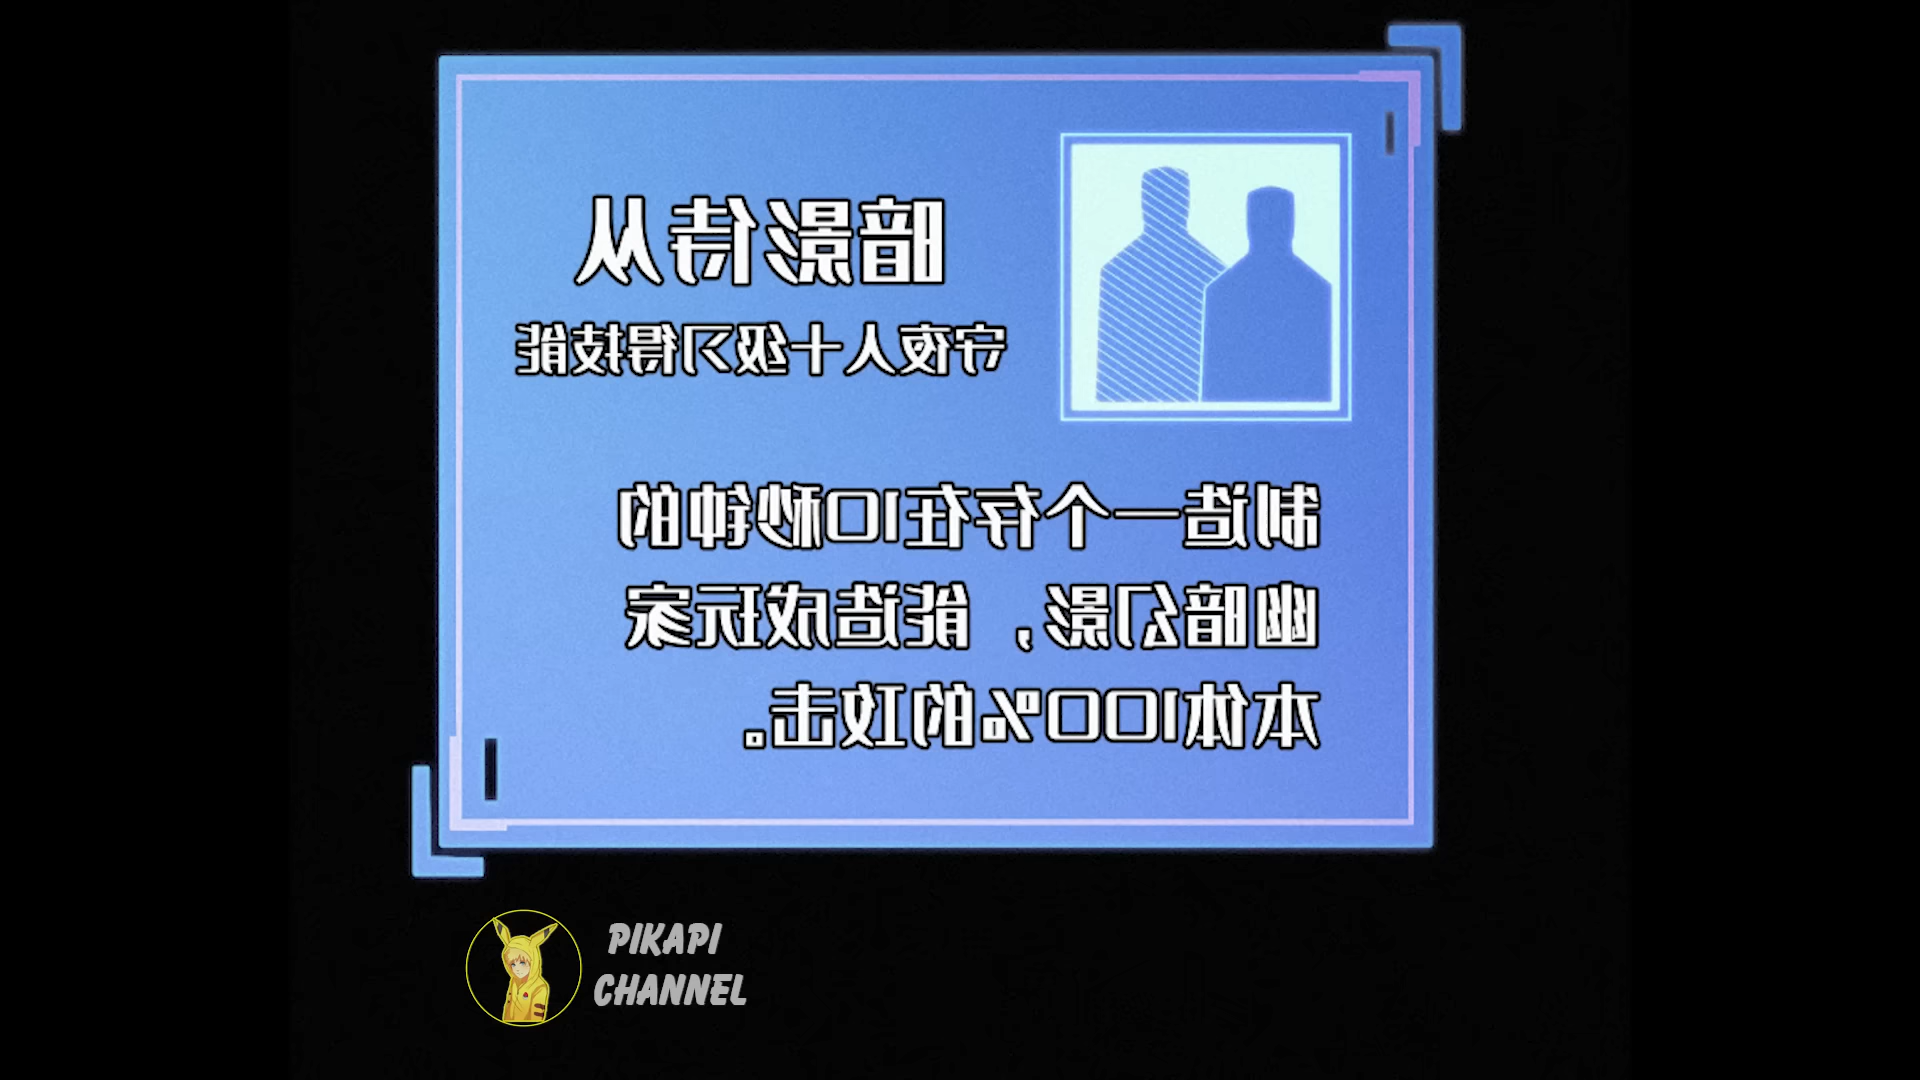 暗影侍从
守夜人十级习得技能
制造一个存在10秒钟的
幽暗幻影，能造成玩家
本体100%的攻击。
PIKAPI
CHANNEL